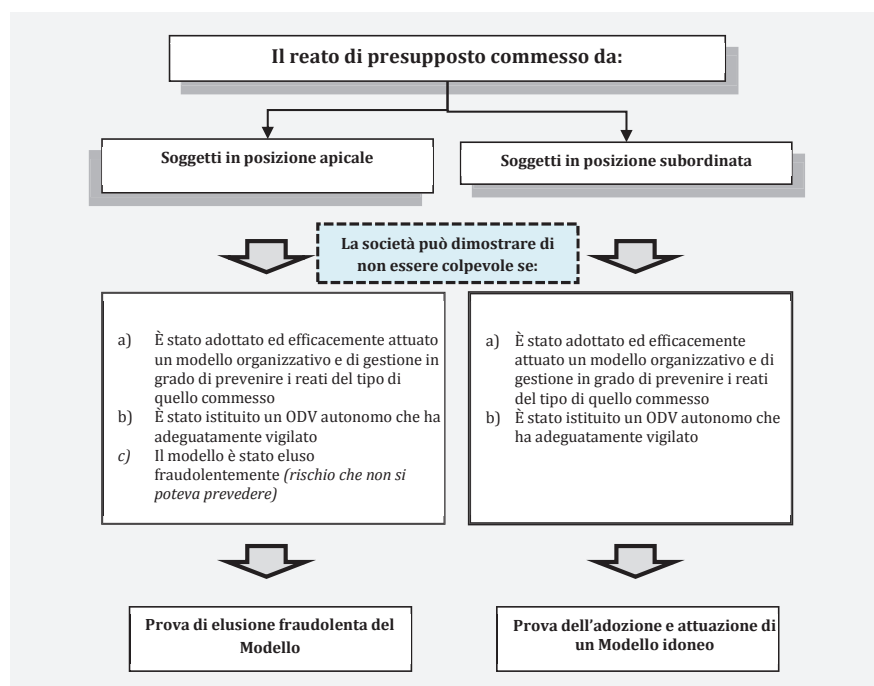 Il reato di presupposto commesso da:
Soggetti in posizione apicale
Soggetti in posizione subordinata
La società può dimostrare di
non essere colpevole se:
a) È stato adottato ed efficacemente attuato
un modello organizzativo e di gestione in
grado di prevenire i reati del tipo di
quello commesso
b) È stato istituito un ODV autonomo che ha
adeguatamente vigilato
c) Il modello è stato eluso
fraudolentemente (rischio che non si
poteva prevedere)
a) È stato adottato ed efficacemente
attuato un modello organizzativo e di
gestione in grado di prevenire i reati
del tipo di quello commesso
b) È stato istituito un ODV autonomo che
ha adeguatamente vigilato
Prova di elusione fraudolenta del
Modello
Prova dell'adozione e attuazione di
un Modello idoneo